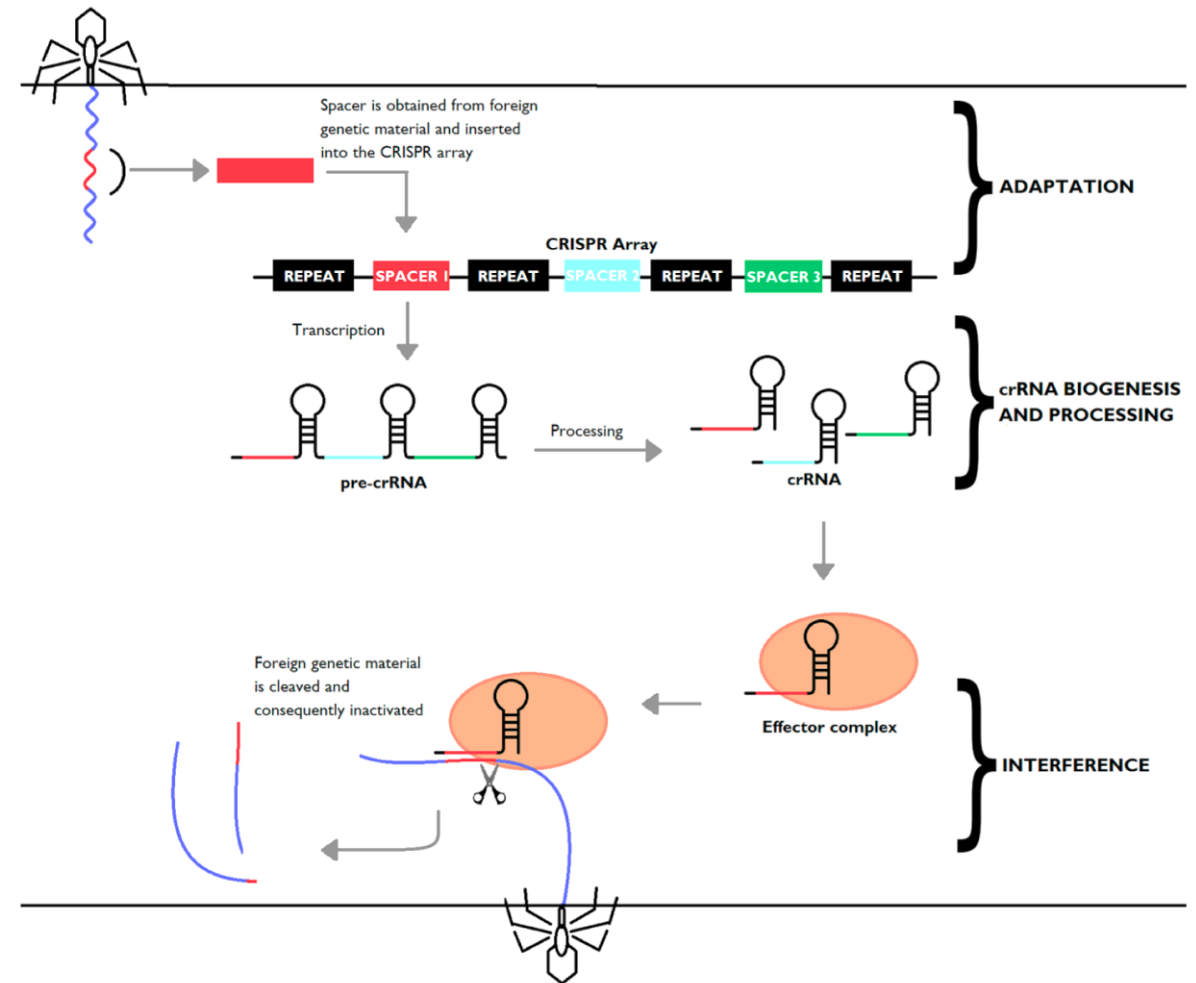 Spacer is obtained from foreign
genetic material and inserted
into the CRISPR array
ADAPTATION
CRISPR Array
REPEAT SPACER 1 REPEAT SPACER 2 REPEAT SPACER 3 REPEAT
Transcription
crRNA BIOGENESIS
AND PROCESSING
Processing
pre-crRNA
crRNA
Foreign genetic material
is cleaved and
consequently inactivated
Effector complex
INTERFERENCE